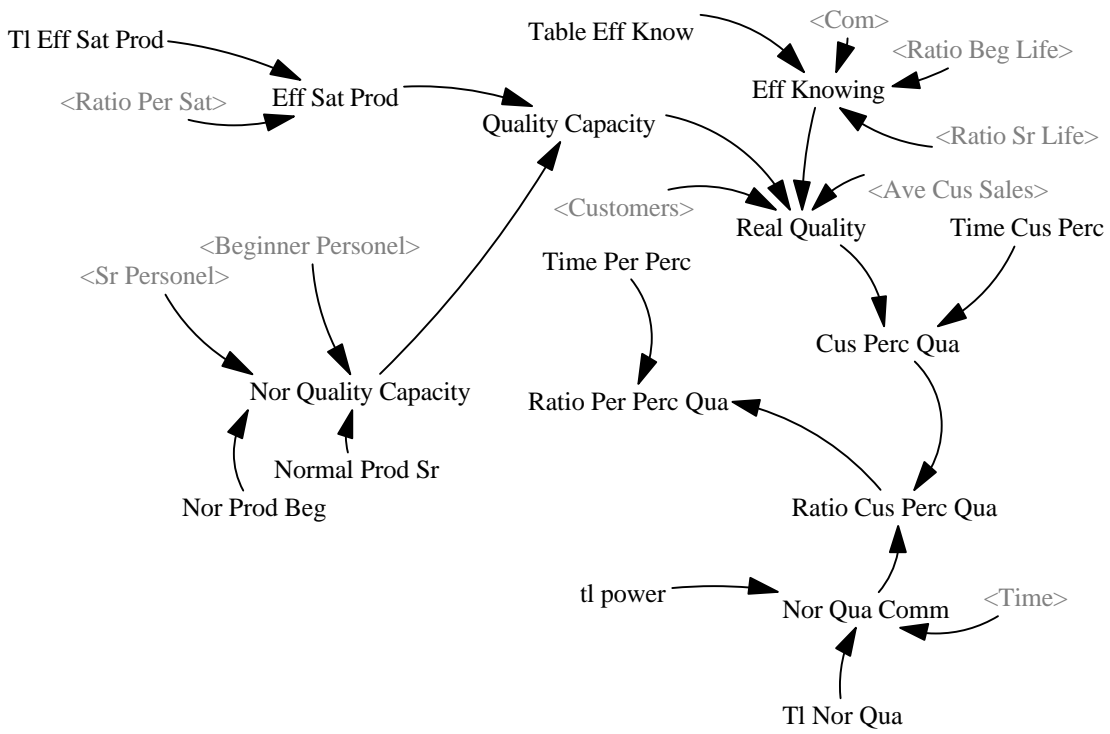 <Com>
Table Eff Know
Tl Eff Sat Prod
<Ratio Beg Life>
Eff Knowing
<Ratio Per Sat>
Eff Sat Prod
Quality Capacity
<Ratio Sr Life>
<Ave Cus Sales>
<Customers>
Real Quality
Time Cus Perc
<Beginner Personel>
Time Per Perc
<Sr Personel>
Cus Perc Qua
Nor Quality Capacity
Ratio Per Perc Qua
Normal Prod Sr
Nor Prod Beg
Ratio Cus Perc Qua
tl power
<Time>
Nor Qua Comm
Tl Nor Qua